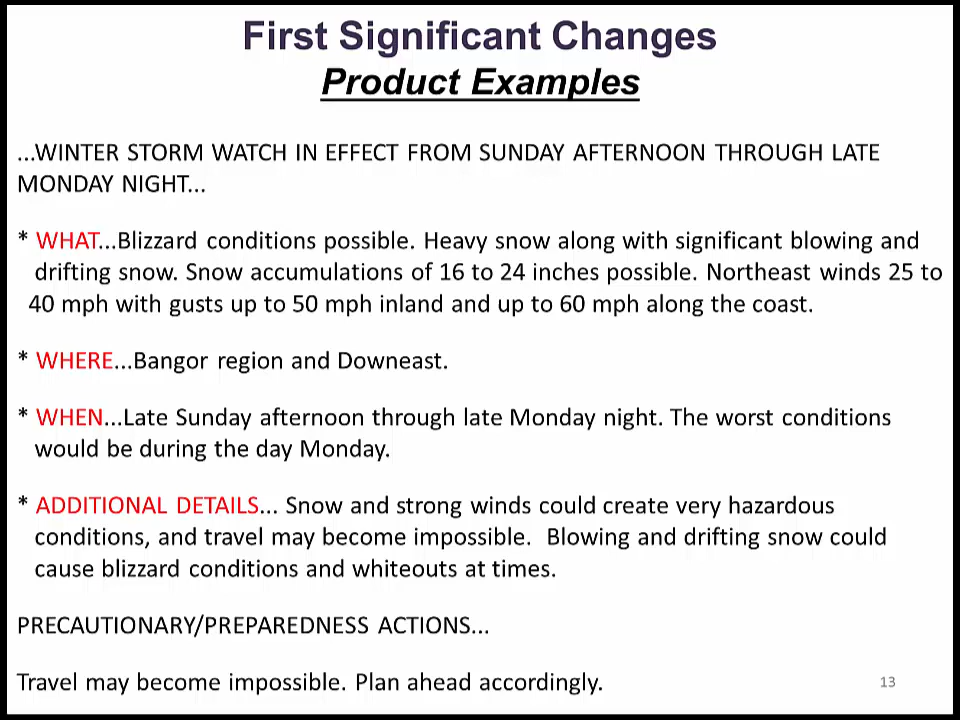 First Significant Changes
Product Examples
...WINTER STORM WATCH IN EFFECT FROM SUNDAY AFTERNOON THROUGH LATE
MONDAY NIGHT...
* WHAT...Blizzard conditions possible. Heavy snow along with significant blowing and
drifting snow. Snow accumulations of 16 to 24 inches possible. Northeast winds 25 to
40 mph with gusts up to 50 mph inland and up to 60 mph along the coast.
* WHERE...Bangor region and Downeast.
* WHEN...Late Sunday afternoon through late Monday night. The worst conditions
would be during the day Monday.
* ADDITIONAL DETAILS... Snow and strong winds could create very hazardous
conditions, and travel may become impossible.  Blowing and drifting snow could
cause blizzard conditions and whiteouts at times.
PRECAUTIONARY/PREPAREDNESS ACTIONS...
Travel may become impossible. Plan ahead accordingly.
13